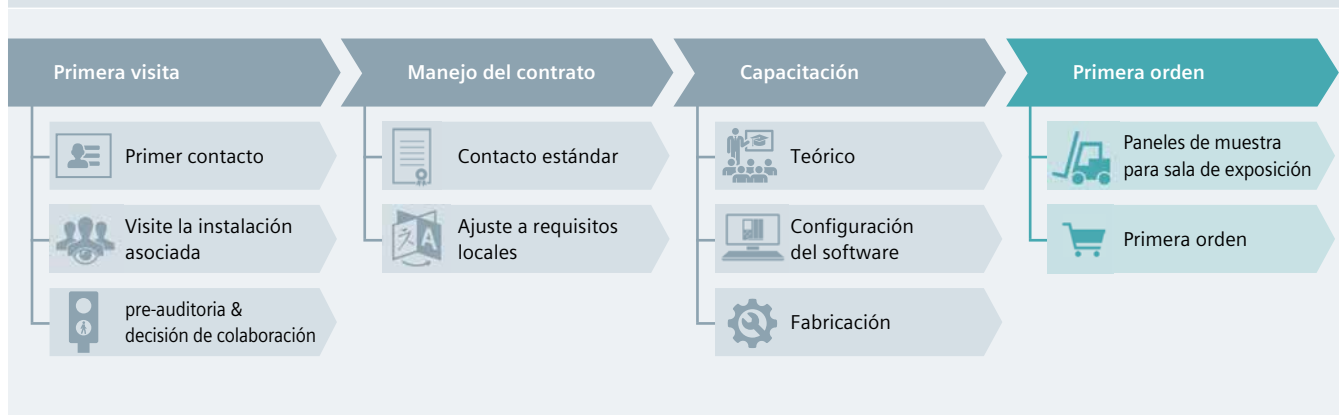 Primera visita
Primer contacto
Visite la instalación
asociada
pre-auditoria &
decisión de colaboración
Manejo del contrato
Contacto estándar
Ajuste a requisitos
locales
Capacitación
Teórico
Configuración
del software
Fabricación
Primera orden
Paneles de muestra
para sala de exposición
Primera orden